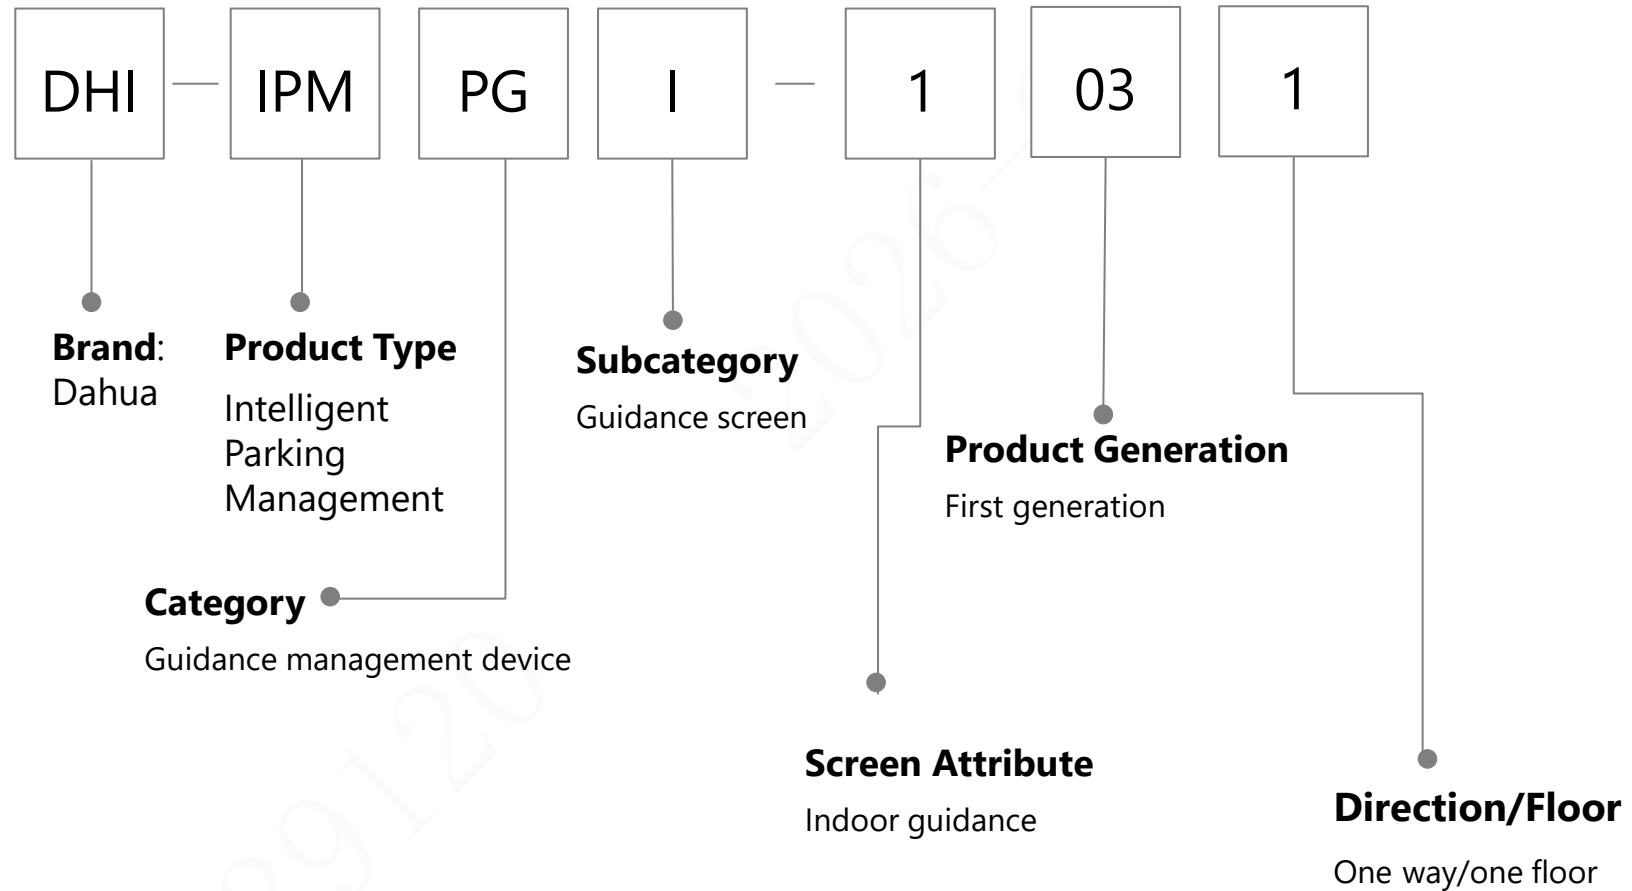 DHI — IPM PG I — 1 03 1
Brand:
Dahua
Product Type
Intelligent
Parking
Management
Subcategory
Guidance screen
Product Generation
First generation
Category
Guidance management device
Screen Attribute
Indoor guidance
Direction/Floor
One way/one floor